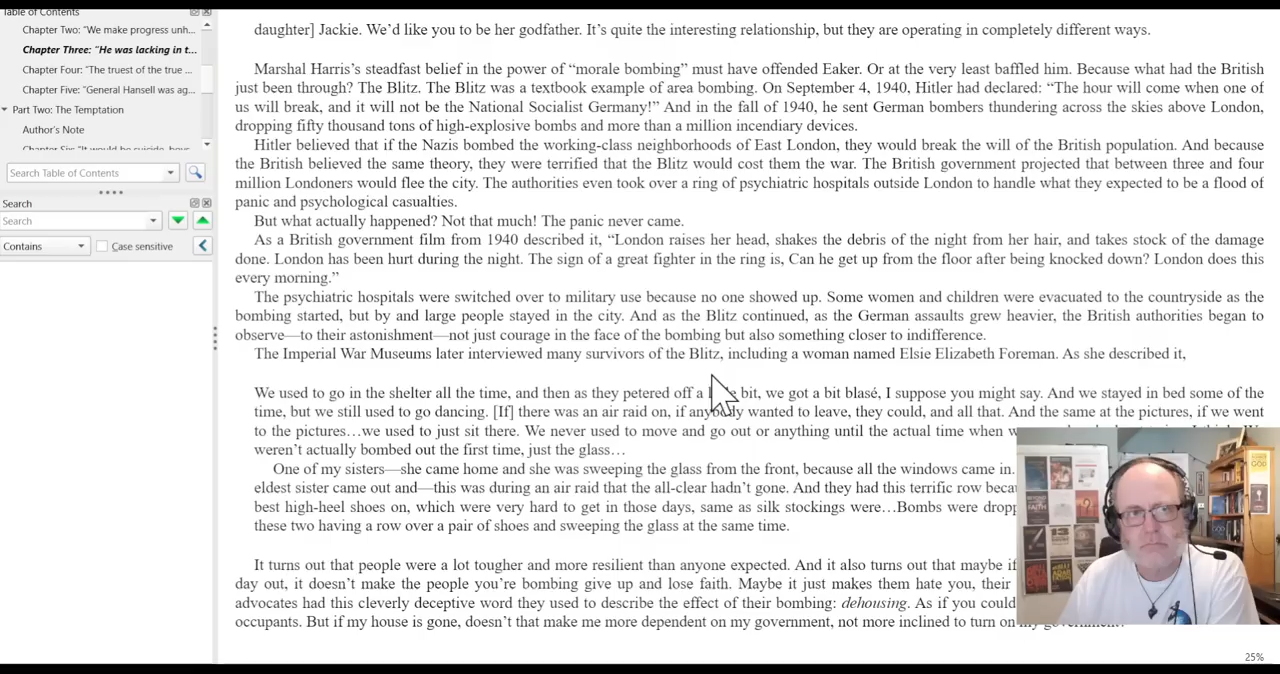 Table of Contents
Chapter Two: "We make progress unh...
Chapter Three: "He was lacking in t...
Chapter Four: "The truest of the true ...
Chapter Five: "General Hansell was ag...
Part Two: The Temptation
Author's Note
Search Table of Contents
Search
Search
Contains
Case sensitive
daughter] Jackie. We'd like you to be her godfather. It's quite the interesting relationship, but they are operating in completely different ways.
Marshal Harris's steadfast belief in the power of "morale bombing" must have offended Eaker. Or at the very least baffled him. Because what had the British
just been through? The Blitz. The Blitz was a textbook example of area bombing. On September 4, 1940, Hitler had declared: "The hour will come when one of
us will break, and it will not be the National Socialist Germany!" And in the fall of 1940, he sent German bombers thundering across the skies above London,
dropping fifty thousand tons of high-explosive bombs and more than a million incendiary devices.
Hitler believed that if the Nazis bombed the working-class neighborhoods of East London, they would break the will of the British population. And because
the British believed the same theory, they were terrified that the Blitz would cost them the war. The British government projected that between three and four
million Londoners would flee the city. The authorities even took over a ring of psychiatric hospitals outside London to handle what they expected to be a flood of
panic and psychological casualties.
But what actually happened? Not that much! The panic never came.
As a British government film from 1940 described it, "London raises her head, shakes the debris of the night from her hair, and takes stock of the damage
done. London has been hurt during the night. The sign of a great fighter in the ring is, Can he get up from the floor after being knocked down? London does this
every morning."
The psychiatric hospitals were switched over to military use because no one showed up. Some women and children were evacuated to the countryside as the
bombing started, but by and large people stayed in the city. And as the Blitz continued, as the German assaults grew heavier, the British authorities began to
observe—to their astonishment—not just courage in the face of the bombing but also something closer to indifference.
The Imperial War Museums later interviewed many survivors of the Blitz, including a woman named Elsie Elizabeth Foreman. As she described it,
We used to go in the shelter all the time, and then as they petered off a bit, we got a bit blasé, I suppose you might say. And we stayed in bed some of the
time, but we still used to go dancing. [If] there was an air raid on, if anybody wanted to leave, they could, and all that. And the same at the pictures, if we went
to the pictures…we used to just sit there. We never used to move and go out or anything until the actual time when
weren't actually bombed out the first time, just the glass…
One of my sisters—she came home and she was sweeping the glass from the front, because all the windows came in.
eldest sister came out and—this was during an air raid that the all-clear hadn't gone. And they had this terrific row
best high-heel shoes on, which were very hard to get in those days, same as silk stockings were…Bombs were
these two having a row over a pair of shoes and sweeping the glass at the same time.
It turns out that people were a lot tougher and more resilient than anyone expected. And it also turns out that maybe if
day out, it doesn't make the people you're bombing give up and lose faith. Maybe it just makes them hate you, their
advocates had this cleverly deceptive word they used to describe the effect of their bombing: dehousing. As if you could
occupants. But if my house is gone, doesn't that make me more dependent on my government, not more inclined to turn on my government?
25%